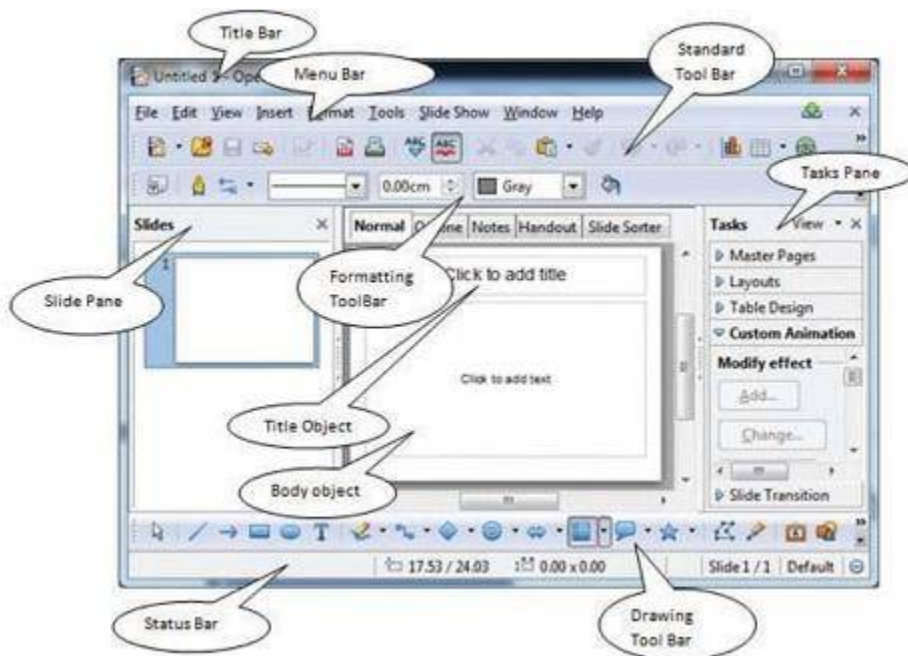 Title Bar
Standard
Tool Bar
Menu Bar
Untitled
File Edit View Insert Format Tools Slide Show Window Help
ABC ABC
Tasks Pane
0.00cm Gray
Slides
Normal Notes Handout Slide Sorter
Tasks View
1
Slide Pane
Formatting
ToolBar
Click to add title
Master Pages
Layouts
Table Design
Custom Animation
Modify effect
Add...
Change...
Click to add text
Title Object
Body object
Slide Transition
T
17.53 / 24.03 0.00 x 0.00 Slide 1 / 1 Default
Status Bar
Drawing
Tool Bar